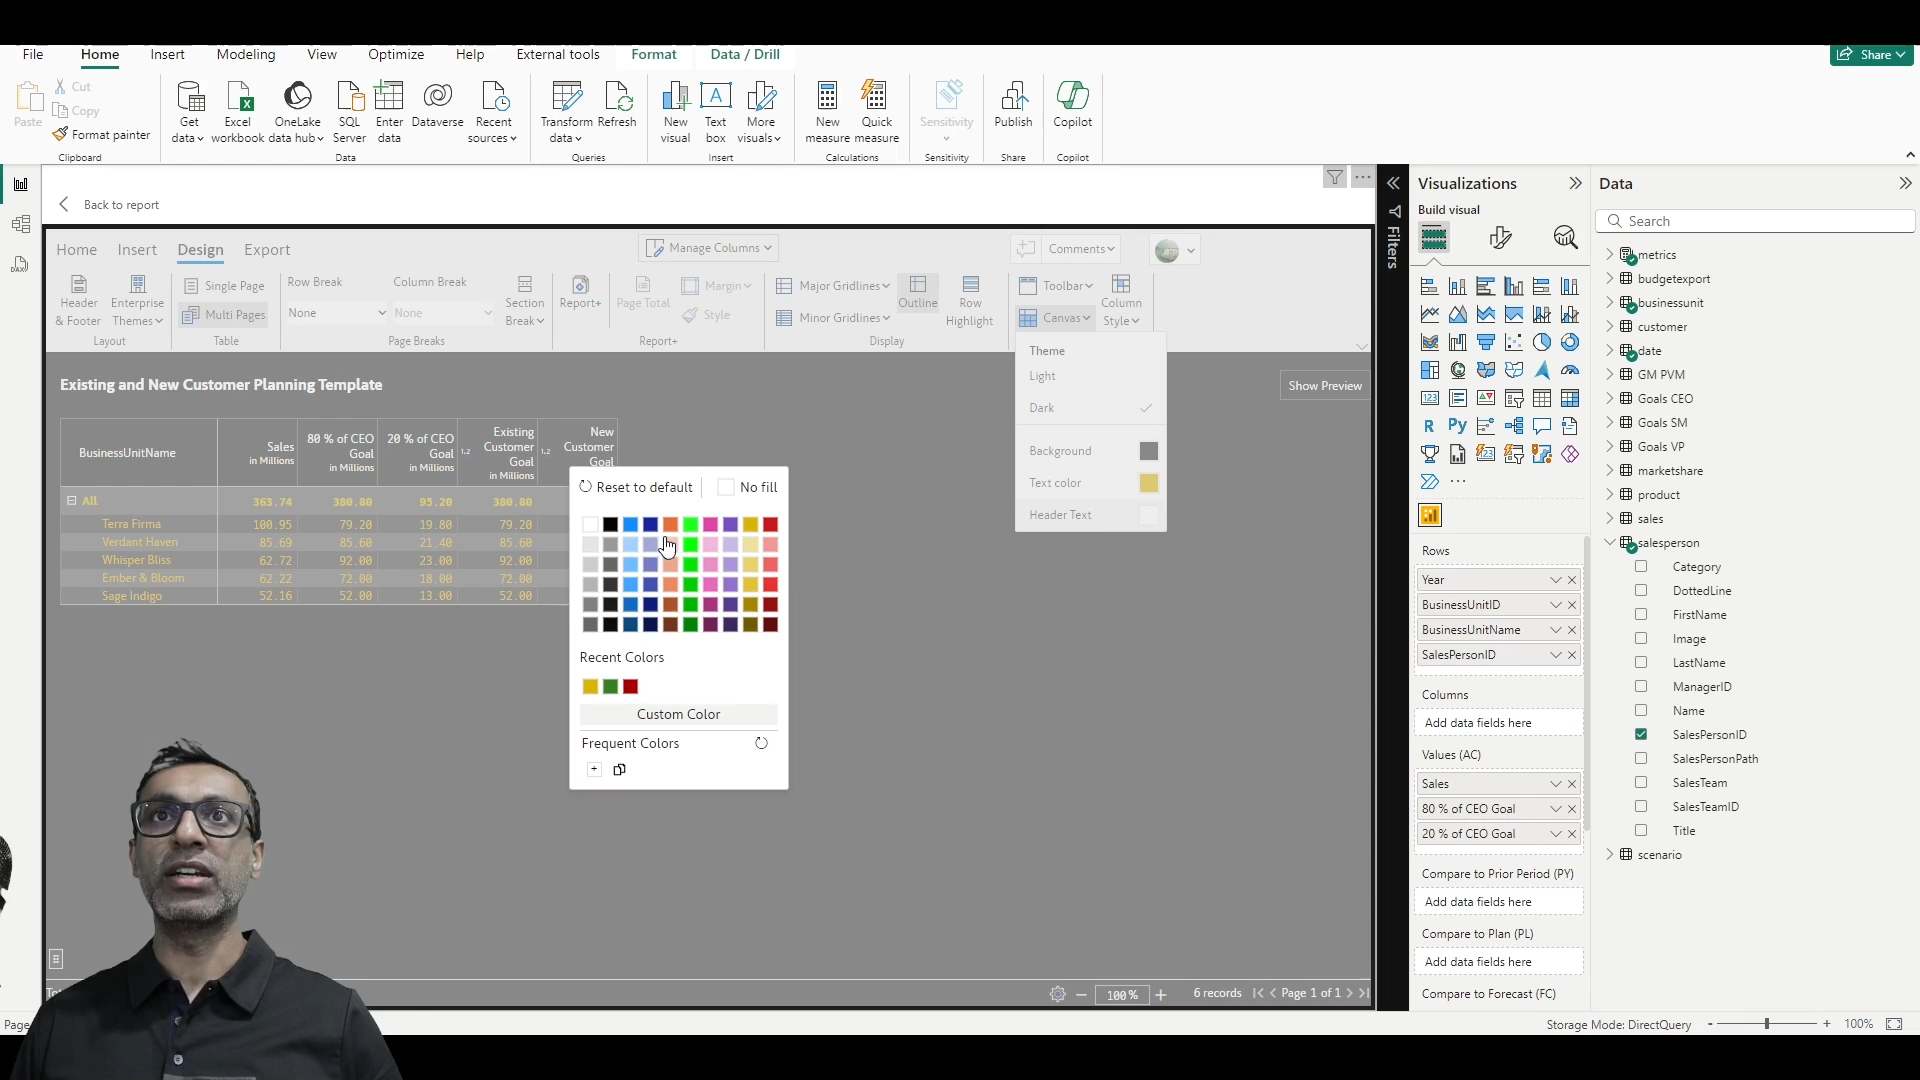 File Home Insert Modeling View Optimize Help External tools Format Data / Drill Share
Paste Cut Copy Format painter
Get data Excel workbook OneLake data hub SQL Server Enter data Dataverse Recent sources
Transform data Refresh New visual Text box More visuals New measure Quick measure Sensitivity Publish Copilot
Clipboard Data Queries Insert Calculations Sensitivity Share Copilot
Back to report
Home Insert Design Export Manage Columns Comments
Header & Footer Enterprise Themes Single Page Multi Pages Row Break None Column Break None Section Break
Report+ Page Total Margin Style Major Gridlines Minor Gridlines Outline Row Highlight Toolbar Canvas Column Style
Layout Table Page Breaks Report+ Display
Existing and New Customer Planning Template
Show Preview
Theme
Light
Dark
Background
Text color
Header Text
BusinessUnitName Sales in Millions 80 % of CEO Goal in Millions 20 % of CEO Goal in Millions 1,2 Existing Customer Goal in Millions 1,2 New Customer Goal
All 363.74 380.80 95.20 380.80
Terra Firma 100.95 79.20 19.80 79.20
Verdant Haven 85.69 85.60 21.40 85.60
Whisper Bliss 62.72 92.00 23.00 92.00
Ember & Bloom 62.22 72.00 18.00 72.00
Sage Indigo 52.16 52.00 13.00 52.00
Reset to default No fill
Recent Colors
Custom Color
Frequent Colors
+
100 % 6 records Page 1 of 1
Page
Filters
Visualizations
Build visual
123
R Py
123
Rows
Year
BusinessUnitID
BusinessUnitName
SalesPersonID
Columns
Add data fields here
Values (AC)
Sales
80 % of CEO Goal
20 % of CEO Goal
Compare to Prior Period (PY)
Add data fields here
Compare to Plan (PL)
Add data fields here
Compare to Forecast (FC)
Data
Search
metrics
budgetexport
businessunit
customer
date
GM PVM
Goals CEO
Goals SM
Goals VP
marketshare
product
sales
salesperson
Category
DottedLine
FirstName
Image
LastName
ManagerID
Name
SalesPersonID
SalesPersonPath
SalesTeam
SalesTeamID
Title
scenario
Storage Mode: DirectQuery - + 100%